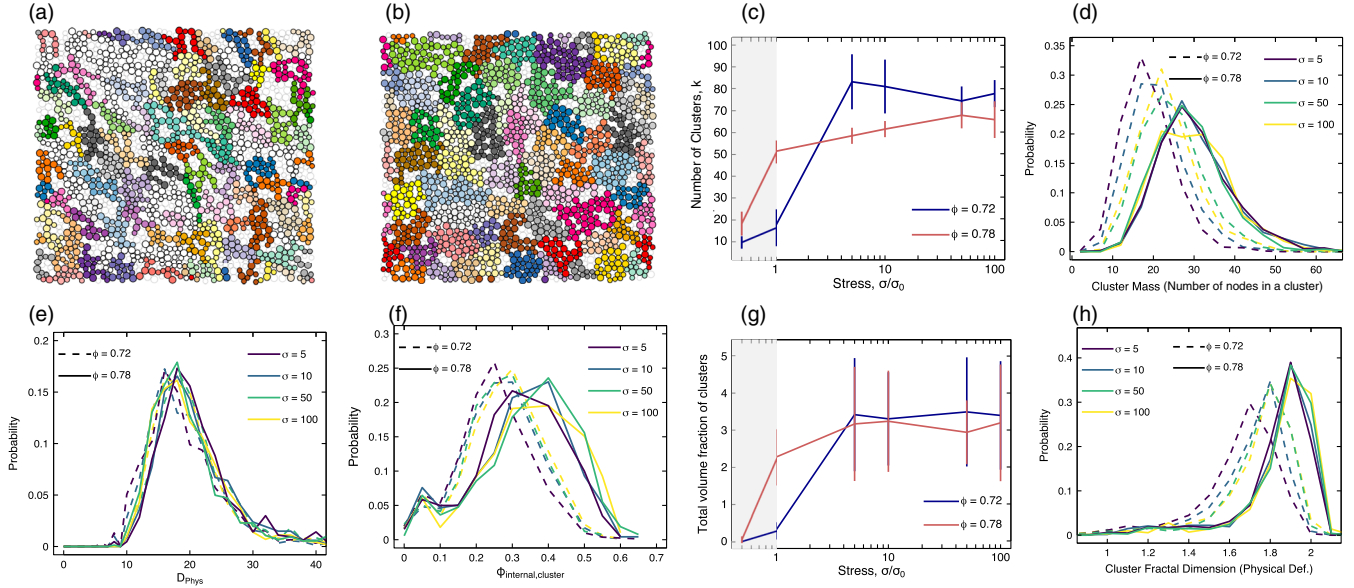 (a)
(b)
(c)
Number of Clusters, k
100
90
80
70
60
50
40
30
20
10
1
10
100
Stress, σ/σ0
ϕ = 0.72
ϕ = 0.78
(d)
Probability
0.35
0.3
0.25
0.2
0.15
0.1
0.05
0
0
10
20
30
40
50
60
Cluster Mass (Number of nodes in a cluster)
ϕ = 0.72
ϕ = 0.78
σ = 5
σ = 10
σ = 50
σ = 100
(e)
Probability
0.2
0.15
0.1
0.05
0
0
10
20
30
40
DPhys
ϕ = 0.72
ϕ = 0.78
σ = 5
σ = 10
σ = 50
σ = 100
(f)
Probability
0.3
0.25
0.2
0.15
0.1
0.05
0
0
0.1
0.2
0.3
0.4
0.5
0.6
0.7
ϕinternal,cluster
ϕ = 0.72
ϕ = 0.78
σ = 5
σ = 10
σ = 50
σ = 100
(g)
Total volume fraction of clusters
5
4
3
2
1
0
1
10
100
Stress, σ/σ0
ϕ = 0.72
ϕ = 0.78
(h)
Probability
0.4
0.3
0.2
0.1
0
1
1.2
1.4
1.6
1.8
2
Cluster Fractal Dimension (Physical Def.)
σ = 5
σ = 10
σ = 50
σ = 100
ϕ = 0.72
ϕ = 0.78